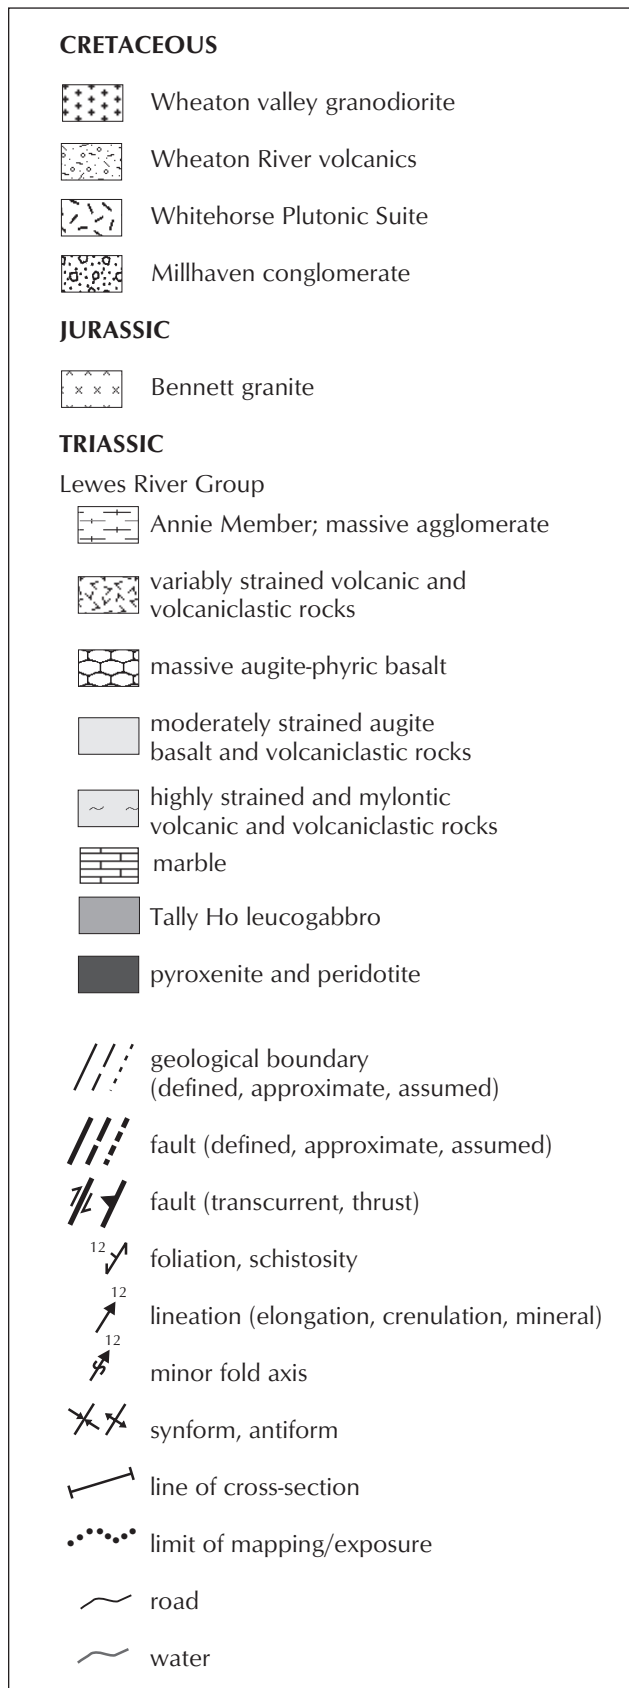 CRETACEOUS
Wheaton valley granodiorite
Wheaton River volcanics
Whitehorse Plutonic Suite
Millhaven conglomerate
JURASSIC
Bennett granite
TRIASSIC
Lewes River Group
Annie Member; massive agglomerate
variably strained volcanic and
volcaniclastic rocks
massive augite-phyric basalt
moderately strained augite
basalt and volcaniclastic rocks
highly strained and mylontic
volcanic and volcaniclastic rocks
marble
Tally Ho leucogabbro
pyroxenite and peridotite
geological boundary
(defined, approximate, assumed)
fault (defined, approximate, assumed)
fault (transcurrent, thrust)
12 foliation, schistosity
12
lineation (elongation, crenulation, mineral)
12
minor fold axis
synform, antiform
line of cross-section
limit of mapping/exposure
road
water